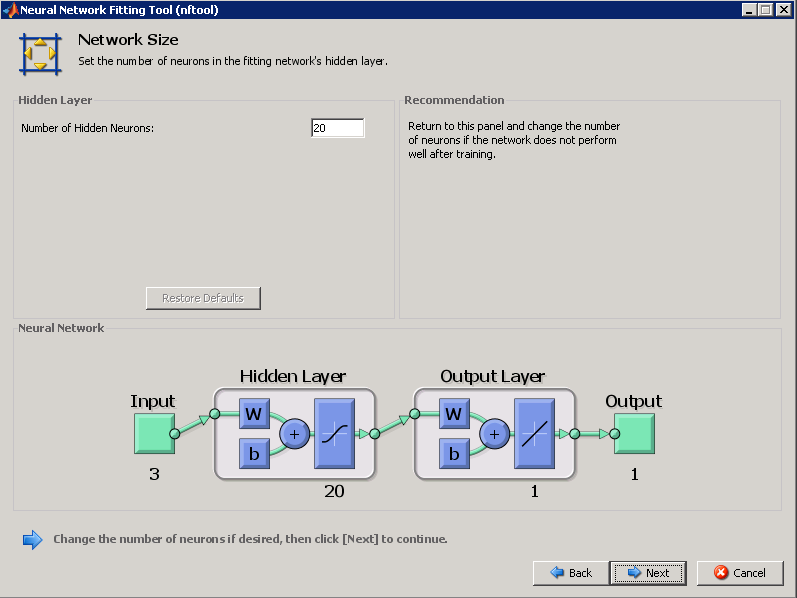 Neural Network Fitting Tool (nftool)
Network Size
Set the number of neurons in the fitting network's hidden layer.
Hidden Layer
Number of Hidden Neurons: 20
Restore Defaults
Recommendation
Return to this panel and change the number
of neurons if the network does not perform
well after training.
Neural Network
Hidden Layer
Output Layer
Input
Output
W
W
+
+
b
b
3
20
1
1
Change the number of neurons if desired, then click [Next] to continue.
Back
Next
Cancel